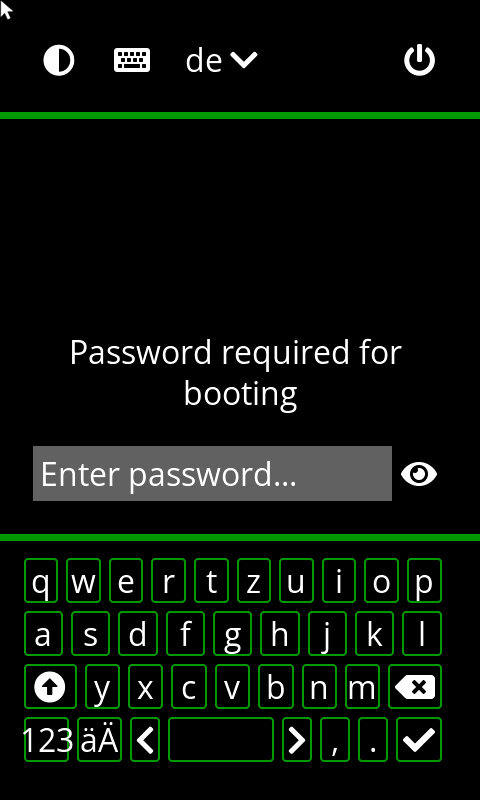 de
Password required for
booting
Enter password...
q w e r t z u i o p
a s d f g h j k l
y x c v b n m
123 äÄ , .